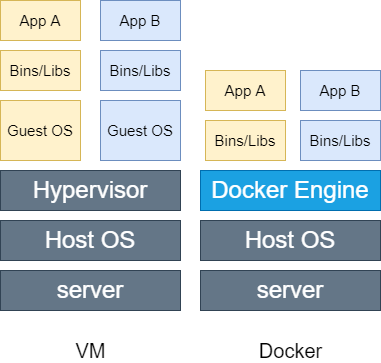 App A
App B
Bins/Libs
Bins/Libs
Guest OS
Guest OS
Hypervisor
Host OS
server
VM
App A
App B
Bins/Libs
Bins/Libs
Docker Engine
Host OS
server
Docker